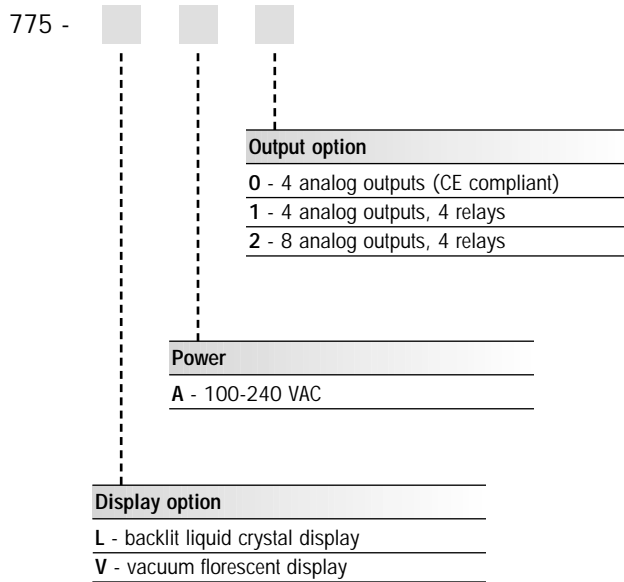 775 -
Output option
0 - 4 analog outputs (CE compliant)
1 - 4 analog outputs, 4 relays
2 - 8 analog outputs, 4 relays
Power
A - 100-240 VAC
Display option
L - backlit liquid crystal display
V - vacuum florescent display